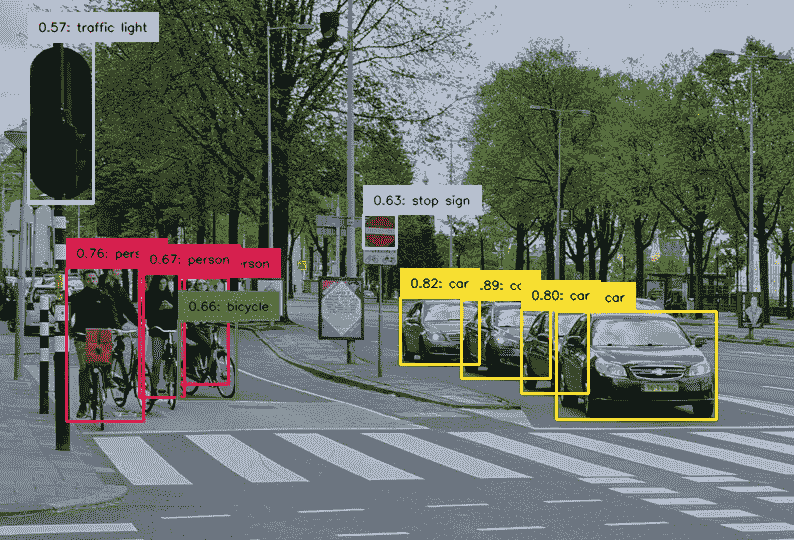 0.57: traffic light
0.63: stop sign
0.76: pers
0.67: person
rson
0.66: bicycle
0.82: car
.89: ca
0.80: car
car